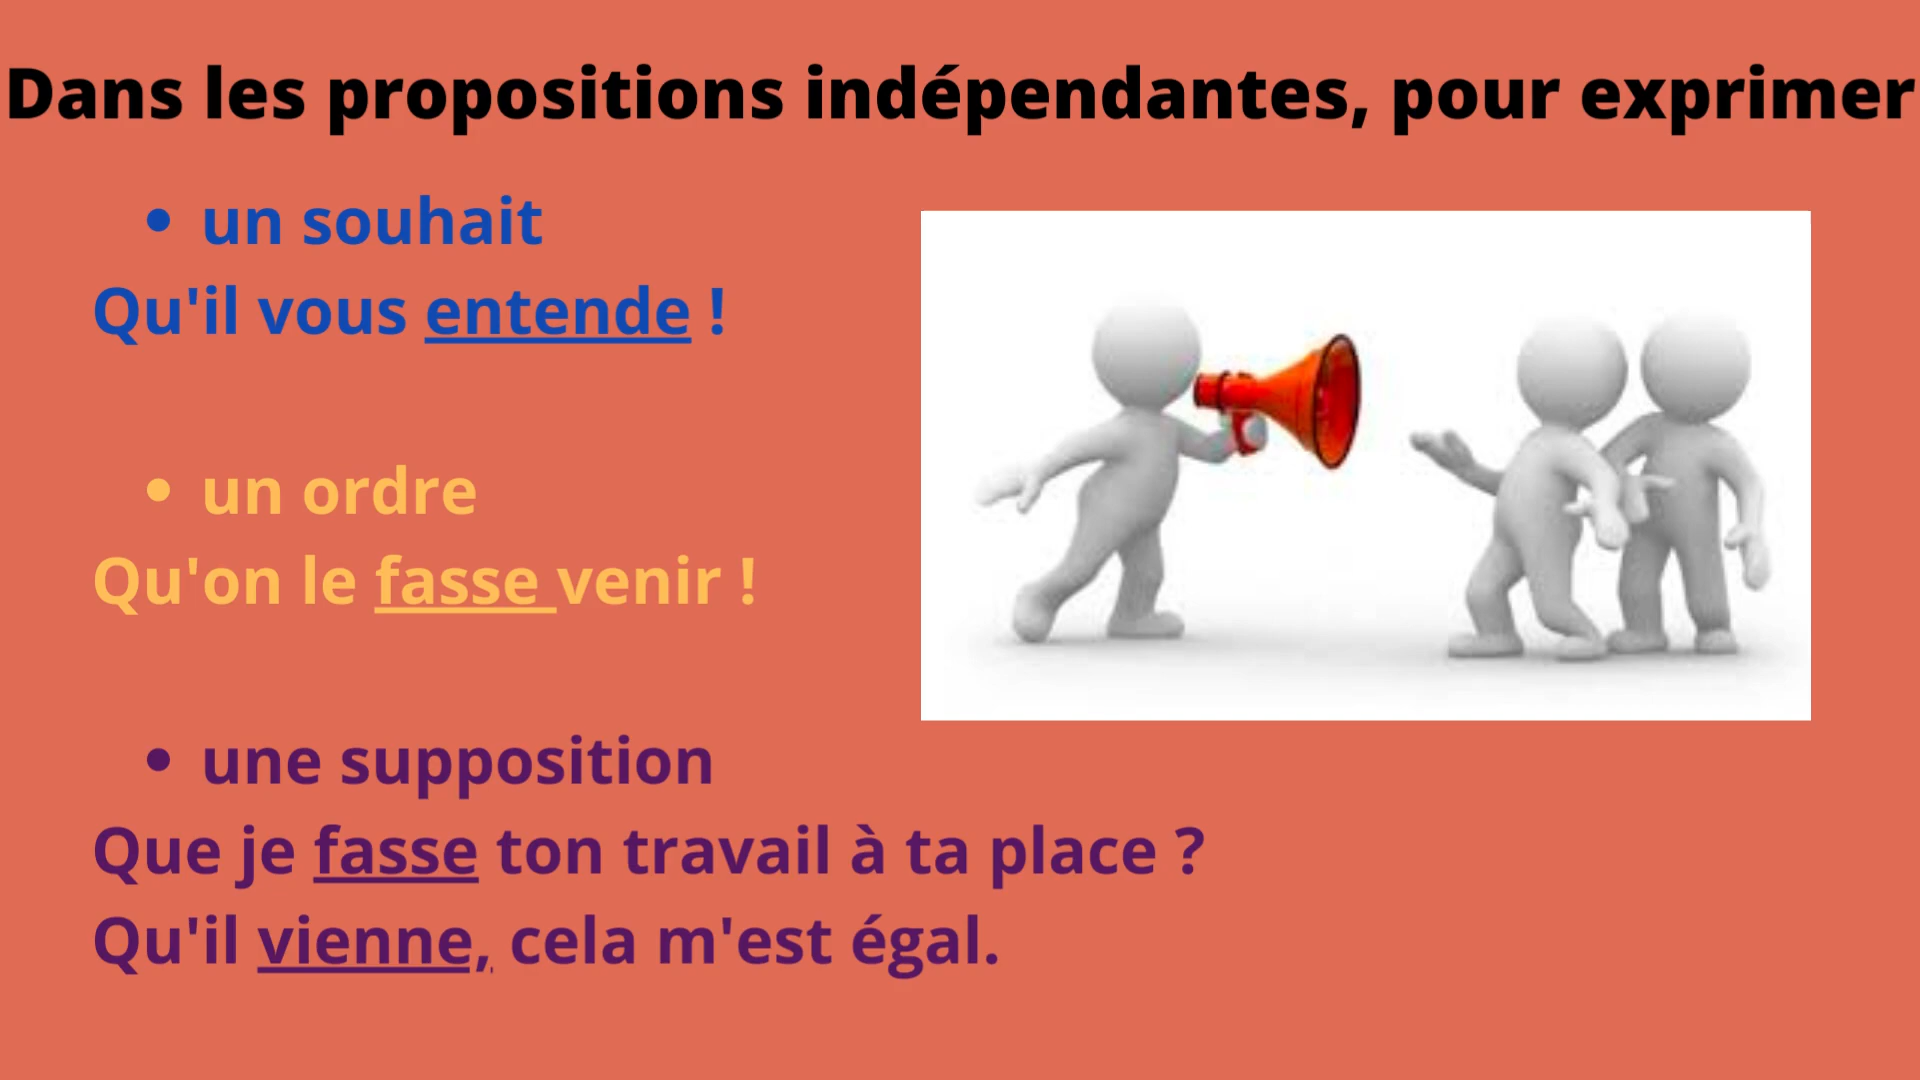 Dans les propositions indépendantes, pour exprimer
• un souhait
Qu'il vous entende !
• un ordre
Qu'on le fasse venir !
• une supposition
Que je fasse ton travail à ta place ?
Qu'il vienne, cela m'est égal.